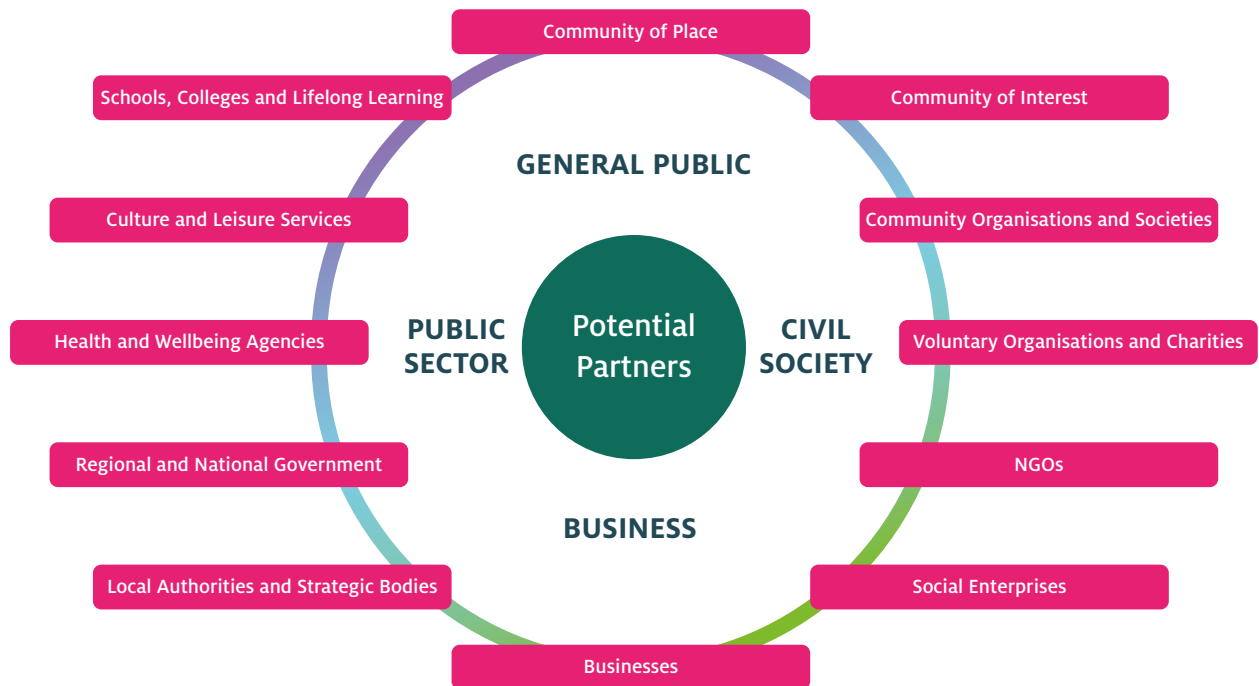 Community of Place
Schools, Colleges and Lifelong Learning
Community of Interest
GENERAL PUBLIC
Culture and Leisure Services
Community Organisations and Societies
Health and Wellbeing Agencies
PUBLIC
SECTOR
Potential
Partners
CIVIL
SOCIETY
Voluntary Organisations and Charities
Regional and National Government
NGOs
BUSINESS
Local Authorities and Strategic Bodies
Social Enterprises
Businesses